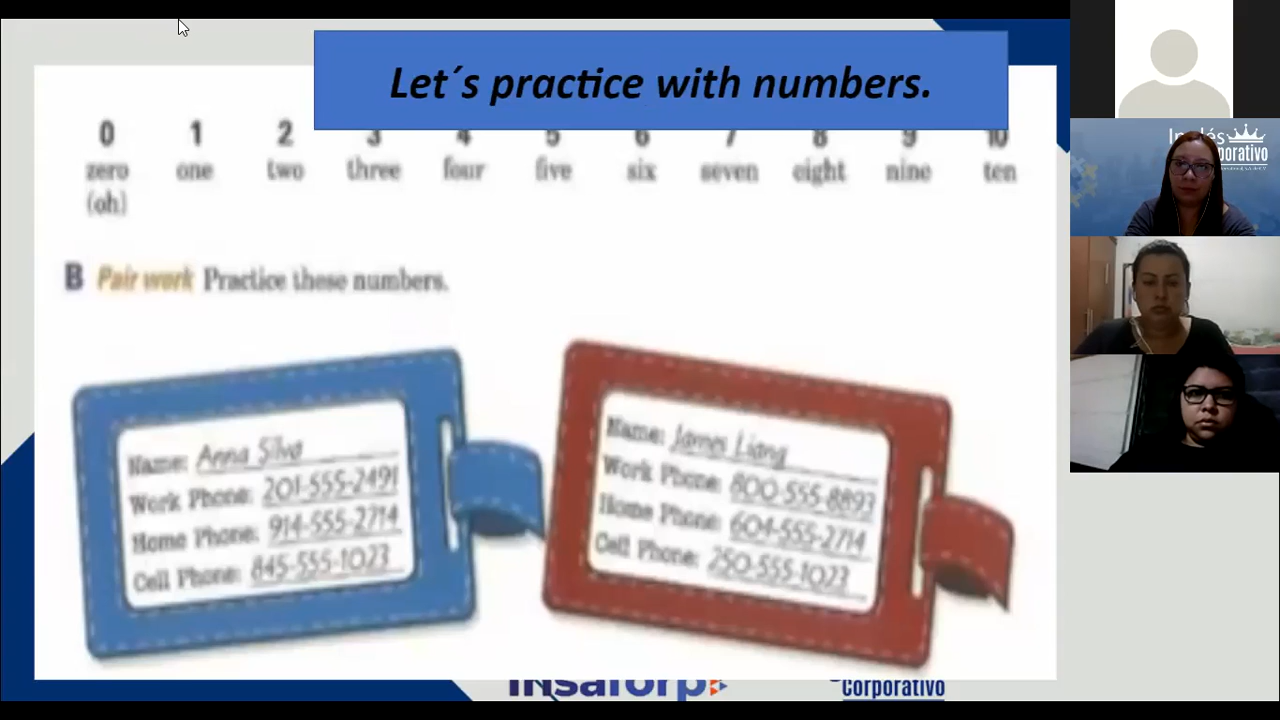 Let´s practice with numbers.
0 1 2 3 4 5 6 7 8 9 10
zero one two three four five six seven eight nine ten
(oh)
B Pair work Practice these numbers.
Name: Anna Silva
Work Phone: 201-555-2491
Home Phone: 914-555-2714
Cell Phone: 845-555-1023
Name: James Liang
Work Phone: 800-555-8893
Home Phone: 604-555-2714
Cell Phone: 250-555-1023
Insaforp
Corporativo
Inglés
Corporativo